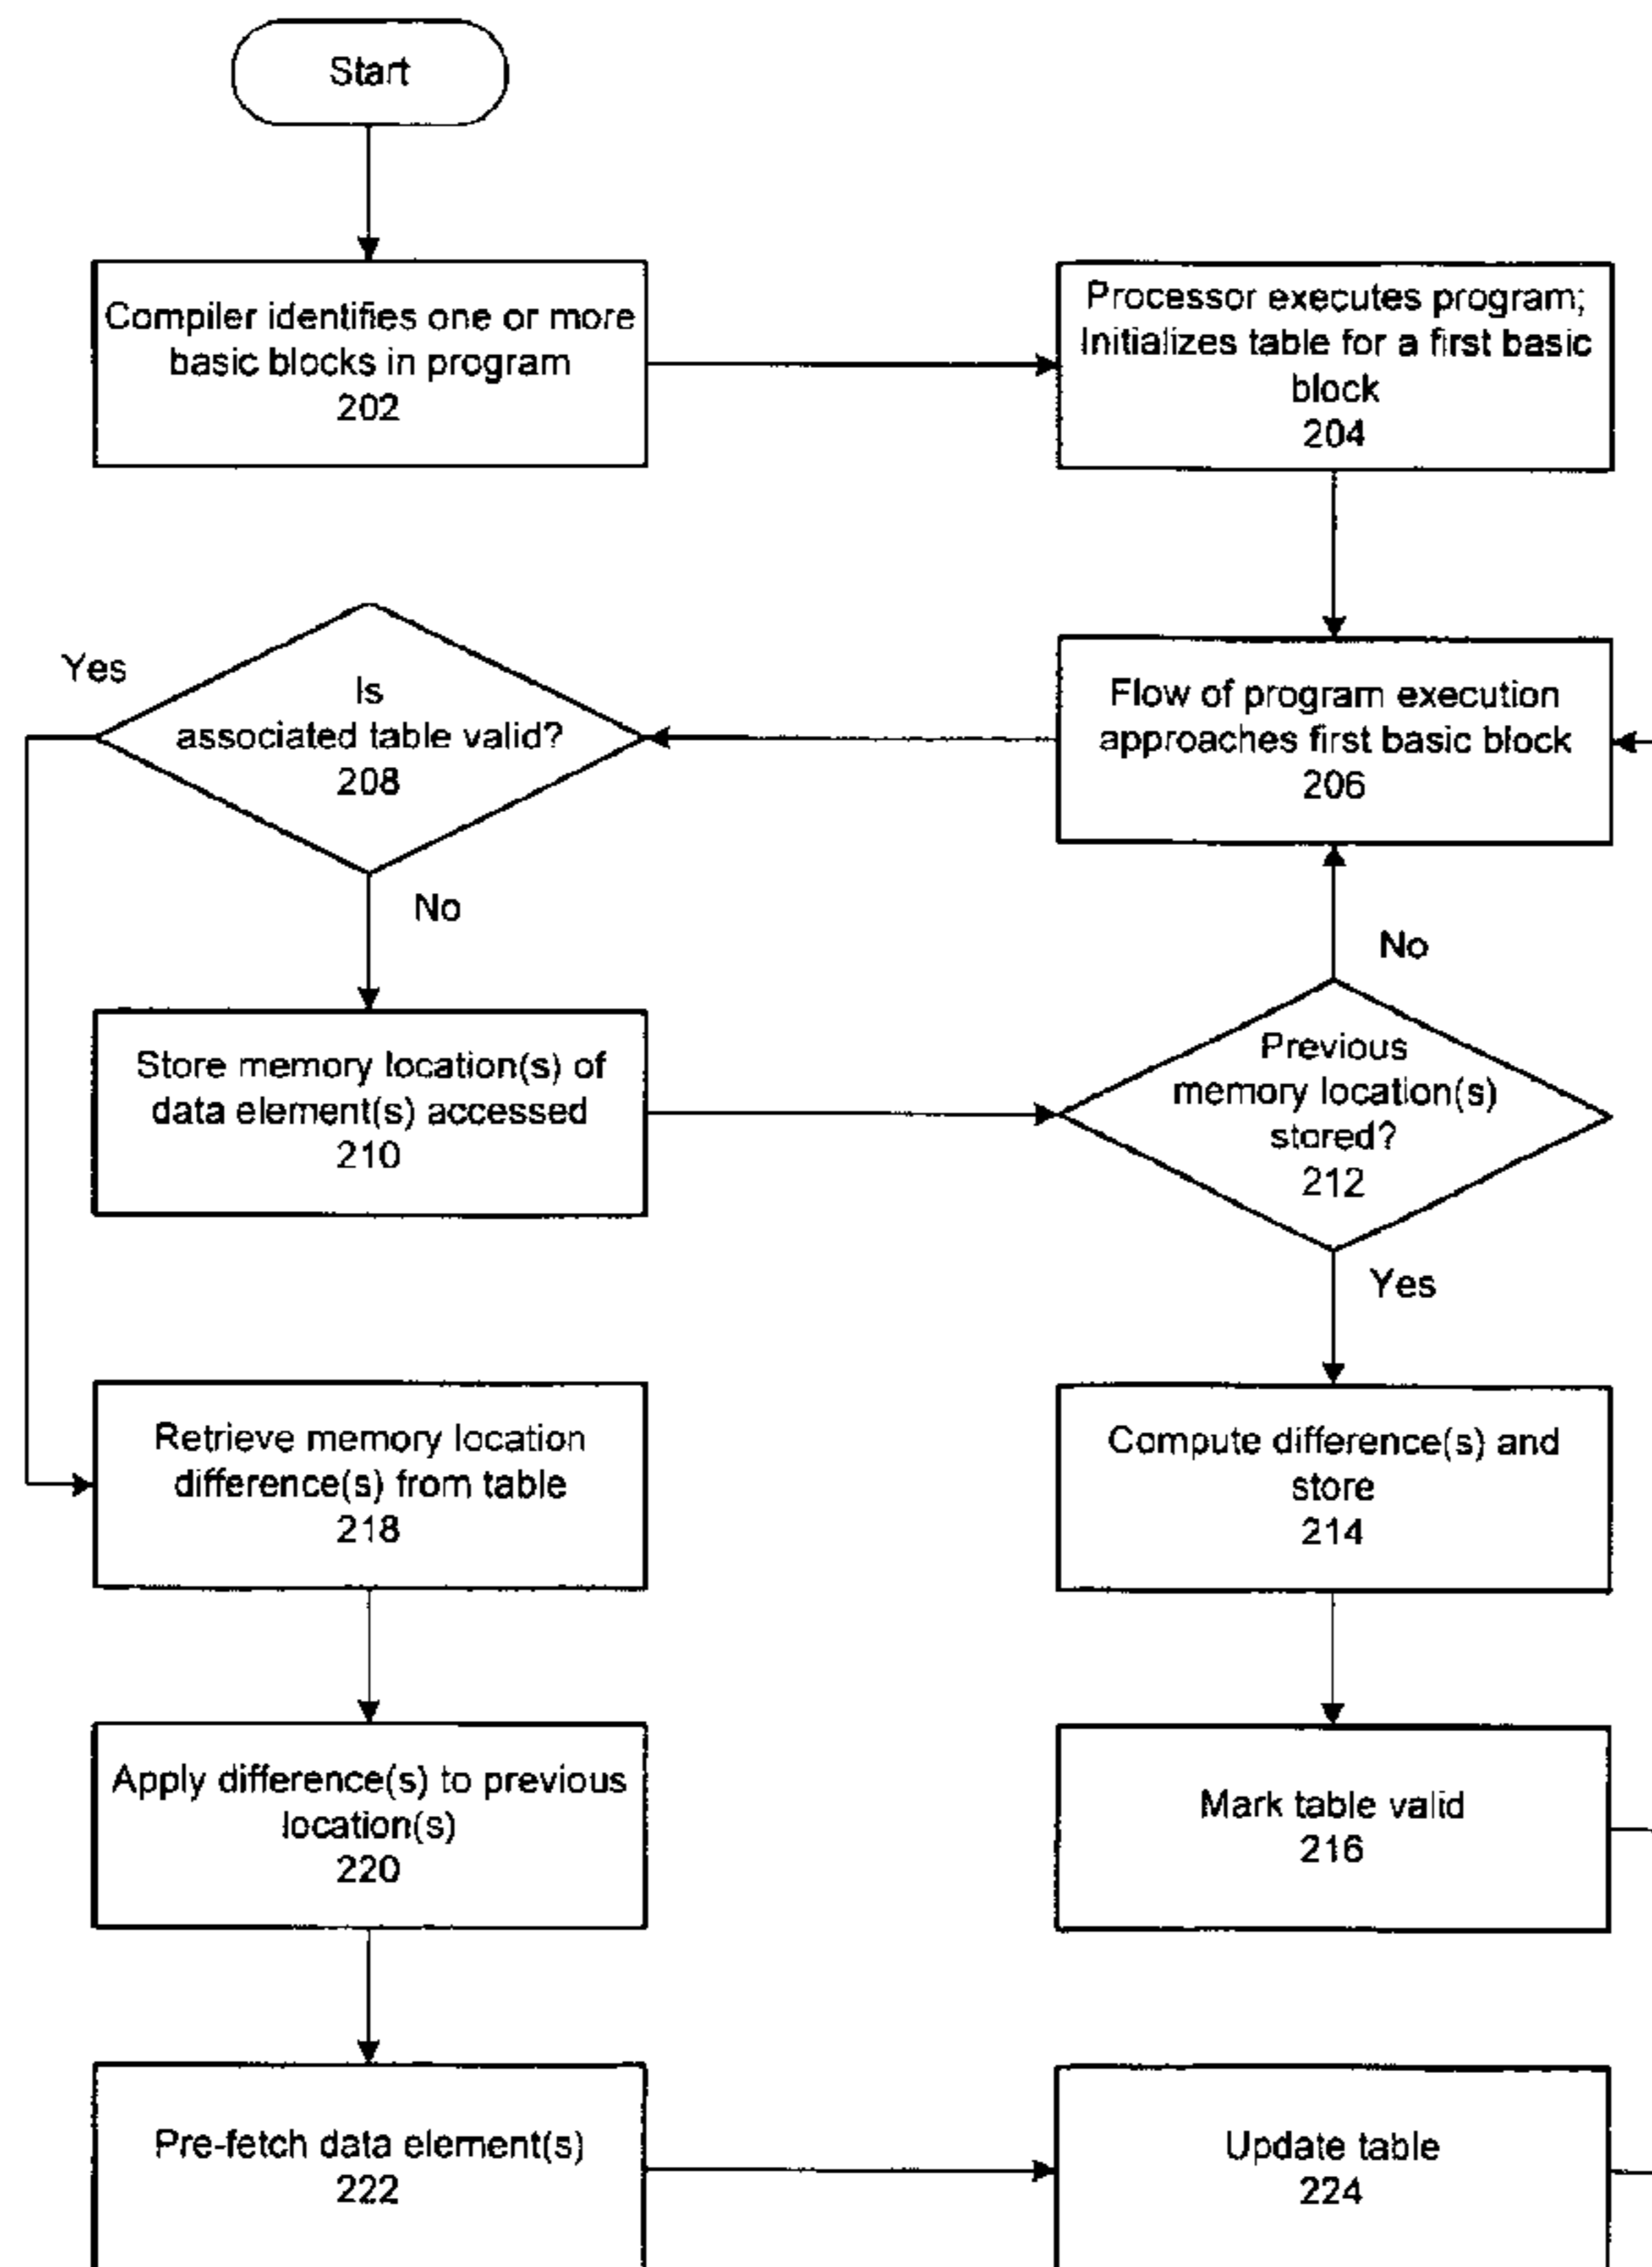 Start
Compiler identifies one or more
basic blocks in program
202
Processor executes program;
Initializes table for a first basic
block
204
Yes
Is
associated table valid?
208
Flow of program execution
approaches first basic block
206
No
No
Store memory location(s) of
data element(s) accessed
210
Previous
memory location(s)
stored?
212
Yes
Retrieve memory location
difference(s) from table
218
Compute difference(s) and
store
214
Apply difference(s) to previous
location(s)
220
Mark table valid
216
Pre-fetch data element(s)
222
Update table
224